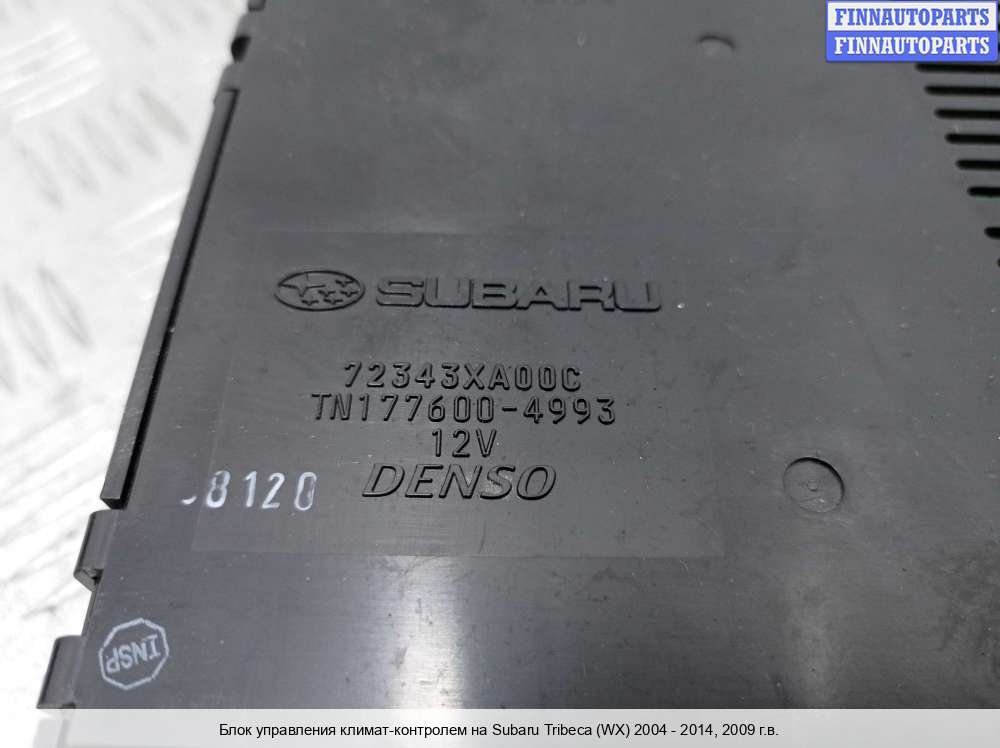 FINNAUTOPARTS
FINNAUTOPARTS
SUBARU
72343XA00C
TN177600-4993
12V
DENSO
8120
INSP.
Блок управления климат-контролем на Subaru Tribeca (WX) 2004 - 2014, 2009 г.в.